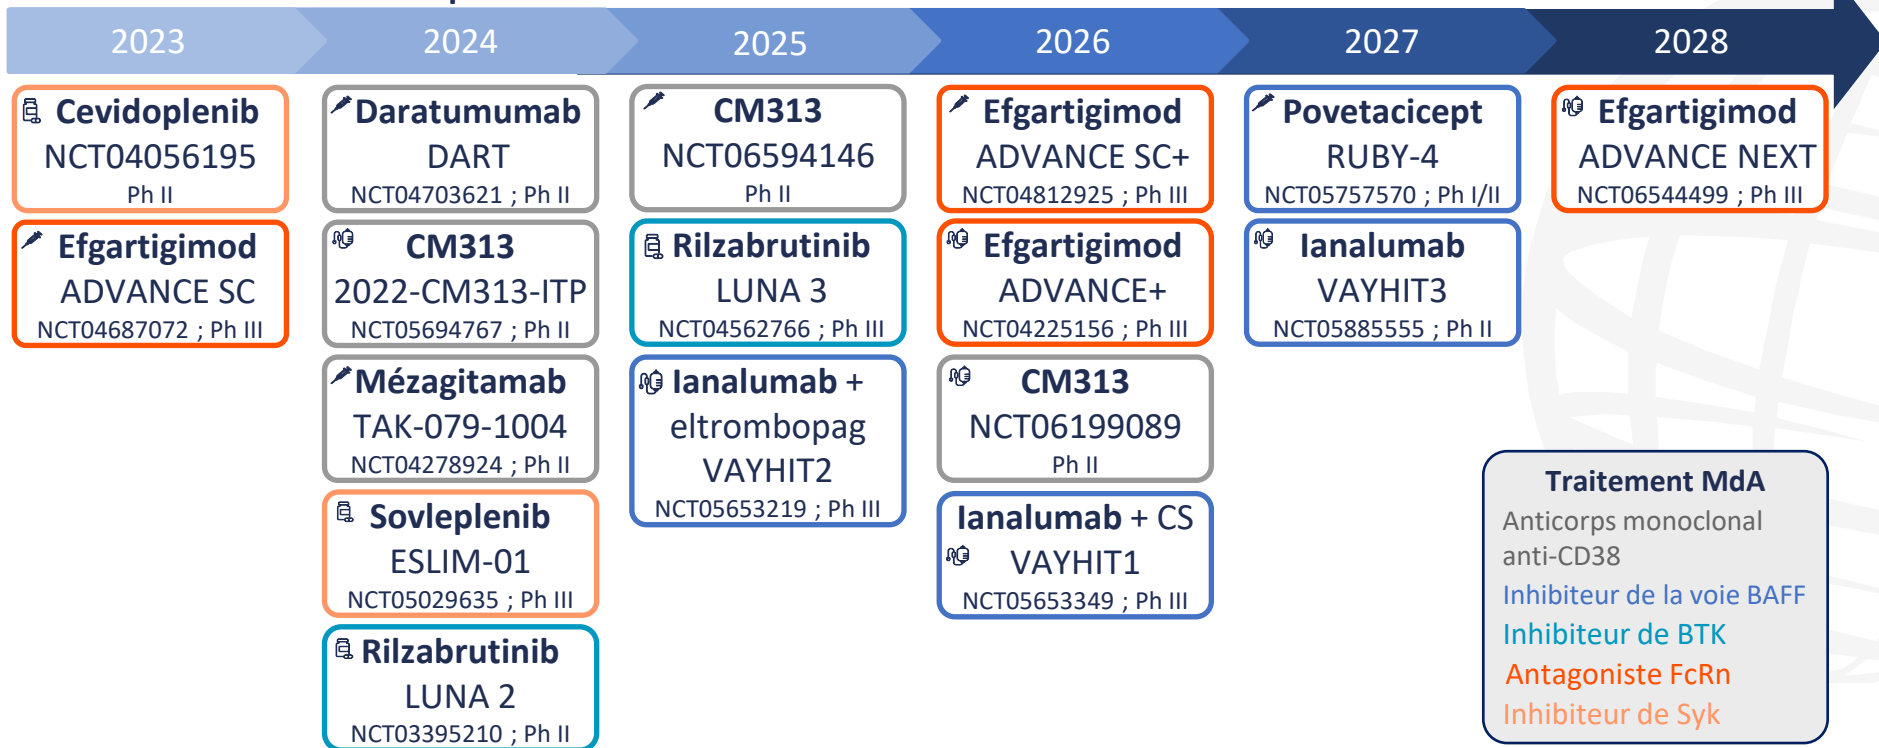 2023
2024
2025
2026
2027
2028
Cevidoplenib
NCT04056195
Ph II
Efgartigimod
ADVANCE SC
NCT04687072 ; Ph III
Daratumumab
DART
NCT04703621 ; Ph II
CM313
2022-CM313-ITP
NCT05694767 ; Ph II
Mézagitamab
TAK-079-1004
NCT04278924 ; Ph II
Sovleplenib
ESLIM-01
NCT05029635 ; Ph III
Rilzabrutinib
LUNA 2
NCT03395210 ; Ph II
CM313
NCT06594146
Ph II
Rilzabrutinib
LUNA 3
NCT04562766 ; Ph III
Ianalumab +
eltrombopag
VAYHIT2
NCT05653219 ; Ph III
Efgartigimod
ADVANCE SC+
NCT04812925 ; Ph III
Efgartigimod
ADVANCE+
NCT04225156 ; Ph III
CM313
NCT06199089
Ph II
Ianalumab + CS
VAYHIT1
NCT05653349 ; Ph III
Povetacicept
RUBY-4
NCT05757570 ; Ph I/II
Ianalumab
VAYHIT3
NCT05885555 ; Ph II
Efgartigimod
ADVANCE NEXT
NCT06544499 ; Ph III
Traitement MdA
Anticorps monoclonal
anti-CD38
Inhibiteur de la voie BAFF
Inhibiteur de BTK
Antagoniste FcRn
Inhibiteur de Syk